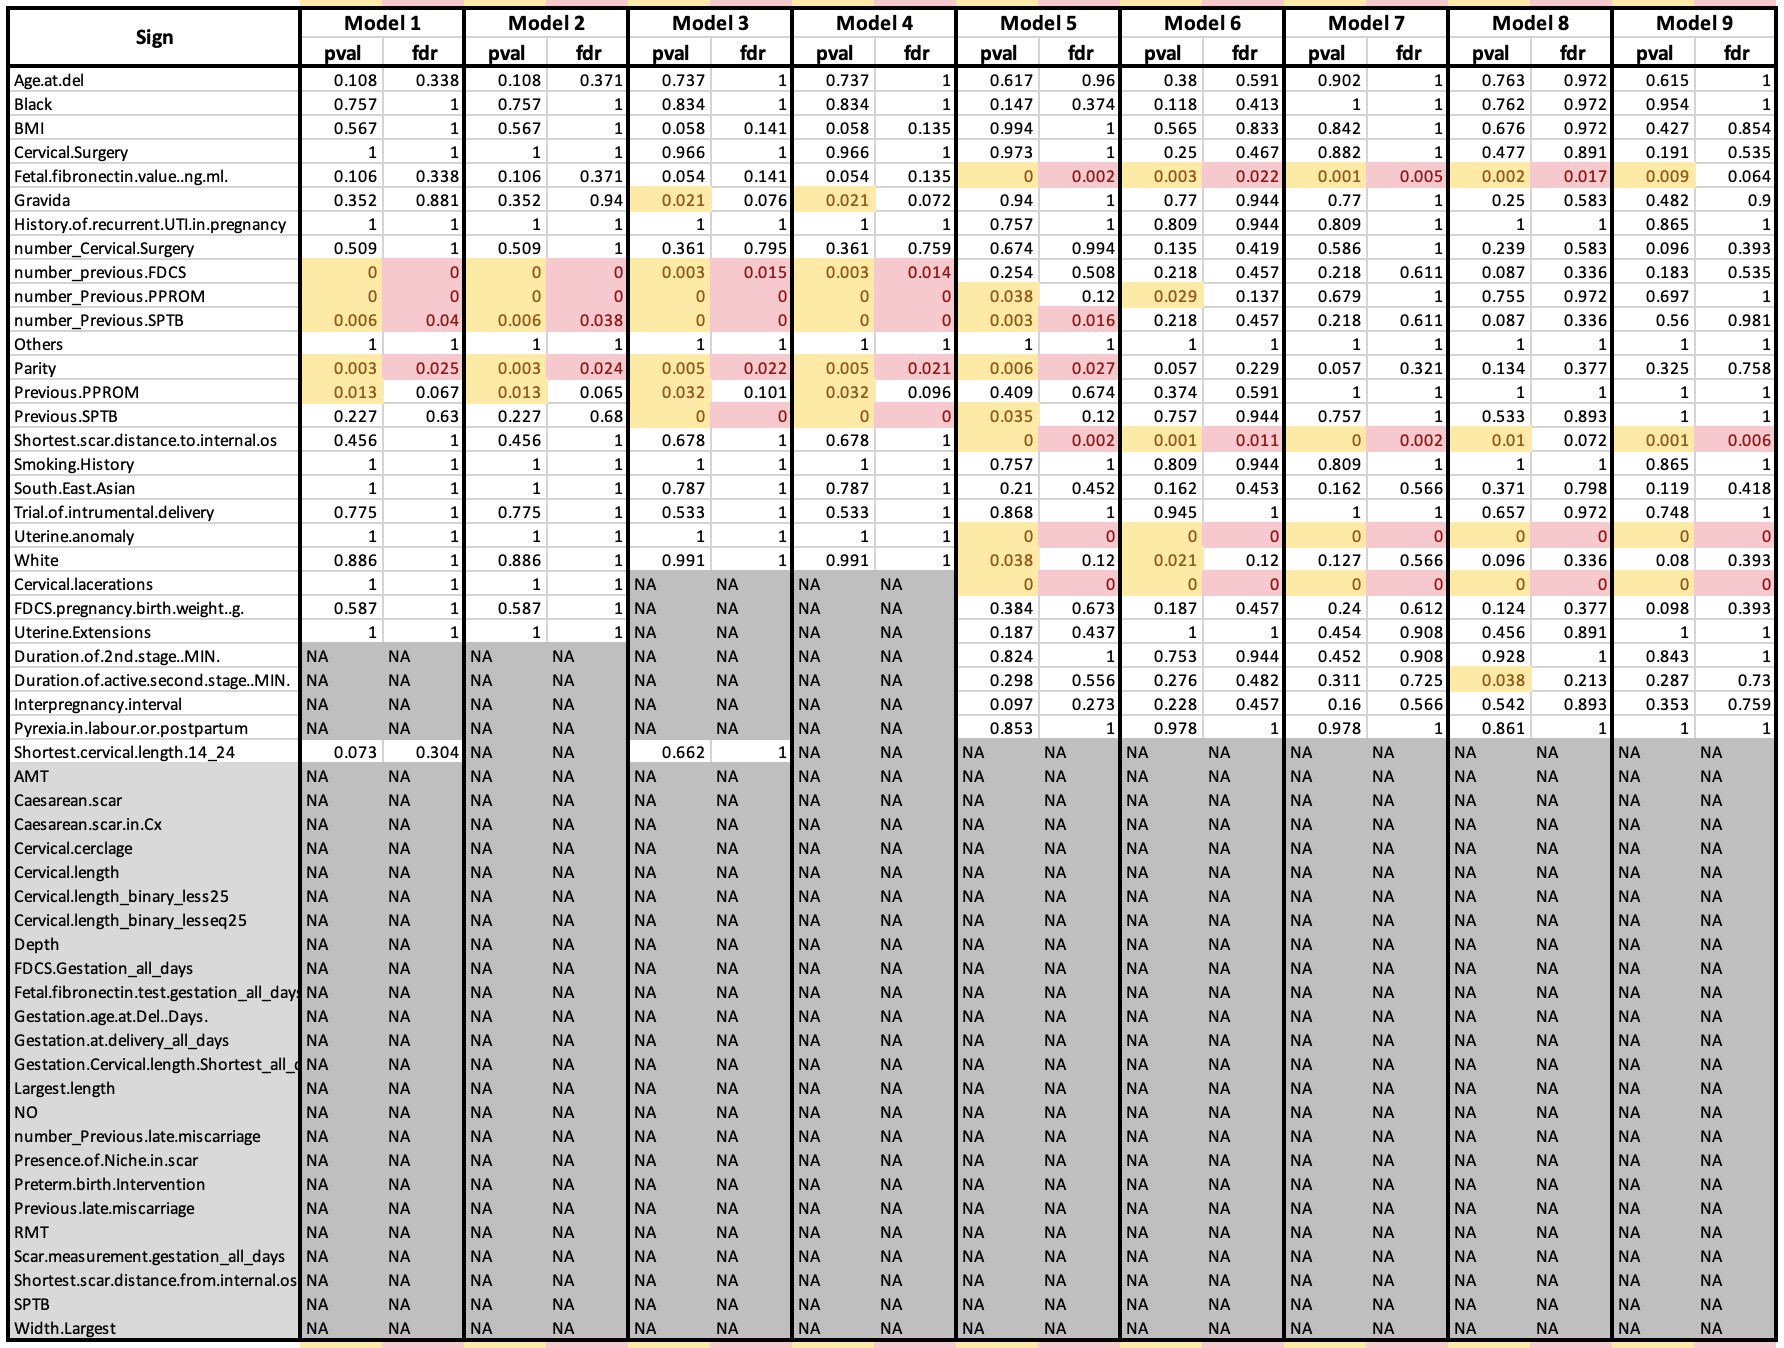 Sign Model 1 Model 2 Model 3 Model 4 Model 5 Model 6 Model 7 Model 8 Model 9
pval fdr pval fdr pval fdr pval fdr pval fdr pval fdr pval fdr pval fdr pval fdr
Age.at.del 0.108 0.338 0.108 0.371 0.737 1 0.737 1 0.617 0.96 0.38 0.591 0.902 1 0.763 0.972 0.615 1
Black 0.757 1 0.757 1 0.834 1 0.834 1 0.147 0.374 0.118 0.413 1 1 0.762 0.972 0.954 1
BMI 0.567 1 0.567 1 0.058 0.141 0.058 0.135 0.994 1 0.565 0.833 0.842 1 0.676 0.972 0.427 0.854
Cervical.Surgery 1 1 1 1 0.966 1 0.966 1 0.973 1 0.25 0.467 0.882 1 0.477 0.891 0.191 0.535
Fetal.fibronectin.value..ng.ml. 0.106 0.338 0.106 0.371 0.054 0.141 0.054 0.135 0 0.002 0.003 0.022 0.001 0.005 0.002 0.017 0.009 0.064
Gravida 0.352 0.881 0.352 0.94 0.021 0.076 0.021 0.072 0.94 1 0.77 0.944 0.77 1 0.25 0.583 0.482 0.9
History.of.recurrent.UTI.in.pregnancy 1 1 1 1 1 1 1 1 0.757 1 0.809 0.944 0.809 1 1 1 0.865 1
number_Cervical.Surgery 0.509 1 0.509 1 0.361 0.795 0.361 0.759 0.674 0.994 0.135 0.419 0.586 1 0.239 0.583 0.096 0.393
number_previous.FDCS 0 0 0 0 0.003 0.015 0.003 0.014 0.254 0.508 0.218 0.457 0.218 0.611 0.087 0.336 0.183 0.535
number_Previous.PPROM 0 0 0 0 0 0 0 0 0.038 0.12 0.029 0.137 0.679 1 0.755 0.972 0.697 1
number_Previous.SPTB 0.006 0.04 0.006 0.038 0 0 0 0 0.003 0.016 0.218 0.457 0.218 0.611 0.087 0.336 0.56 0.981
Others 1 1 1 1 1 1 1 1 1 1 1 1 1 1 1 1 1 1
Parity 0.003 0.025 0.003 0.024 0.005 0.022 0.005 0.021 0.006 0.027 0.057 0.229 0.057 0.321 0.134 0.377 0.325 0.758
Previous.PPROM 0.013 0.067 0.013 0.065 0.032 0.101 0.032 0.096 0.409 0.674 0.374 0.591 1 1 1 1 1 1
Previous.SPTB 0.227 0.63 0.227 0.68 0 0 0 0 0.035 0.12 0.757 0.944 0.757 1 0.533 0.893 1 1
Shortest.scar.distance.to.internal.os 0.456 1 0.456 1 0.678 1 0.678 1 0 0.002 0.001 0.011 0 0.002 0.01 0.072 0.001 0.006
Smoking.History 1 1 1 1 1 1 1 1 0.757 1 0.809 0.944 0.809 1 1 1 0.865 1
South.East.Asian 1 1 1 1 0.787 1 0.787 1 0.21 0.452 0.162 0.453 0.162 0.566 0.371 0.798 0.119 0.418
Trial.of.intrumental.delivery 0.775 1 0.775 1 0.533 1 0.533 1 0.868 1 0.945 1 1 1 0.657 0.972 0.748 1
Uterine.anomaly 1 1 1 1 1 1 1 1 0 0 0 0 0 0 0 0 0 0
White 0.886 1 0.886 1 0.991 1 0.991 1 0.038 0.12 0.021 0.12 0.127 0.566 0.096 0.336 0.08 0.393
Cervical.lacerations 1 1 1 1 NA NA NA NA 0 0 0 0 0 0 0 0 0 0
FDCS.pregnancy.birth.weight..g. 0.587 1 0.587 1 NA NA NA NA 0.384 0.673 0.187 0.457 0.24 0.612 0.124 0.377 0.098 0.393
Uterine.Extensions 1 1 1 1 NA NA NA NA 0.187 0.437 1 1 0.454 0.908 0.456 0.891 1 1
Duration.of.2nd.stage..MIN. NA NA NA NA NA NA NA NA 0.824 1 0.753 0.944 0.452 0.908 0.928 1 0.843 1
Duration.of.active.second.stage..MIN. NA NA NA NA NA NA NA NA 0.298 0.556 0.276 0.482 0.311 0.725 0.038 0.213 0.287 0.73
Interpregnancy.interval NA NA NA NA NA NA NA NA 0.097 0.273 0.228 0.457 0.16 0.566 0.542 0.893 0.353 0.759
Pyrexia.in.labour.or.postpartum NA NA NA NA NA NA NA NA 0.853 1 0.978 1 0.978 1 0.861 1 1 1
Shortest.cervical.length.14_24 0.073 0.304 NA NA 0.662 1 NA NA NA NA NA NA NA NA NA NA NA NA
AMT NA NA NA NA NA NA NA NA NA NA NA NA NA NA NA NA NA NA
Caesarean.scar NA NA NA NA NA NA NA NA NA NA NA NA NA NA NA NA NA NA
Caesarean.scar.in.Cx NA NA NA NA NA NA NA NA NA NA NA NA NA NA NA NA NA NA
Cervical.cerclage NA NA NA NA NA NA NA NA NA NA NA NA NA NA NA NA NA NA
Cervical.length NA NA NA NA NA NA NA NA NA NA NA NA NA NA NA NA NA NA
Cervical.length_binary_less25 NA NA NA NA NA NA NA NA NA NA NA NA NA NA NA NA NA NA
Cervical.length_binary_lesseq25 NA NA NA NA NA NA NA NA NA NA NA NA NA NA NA NA NA NA
Depth NA NA NA NA NA NA NA NA NA NA NA NA NA NA NA NA NA NA
FDCS.Gestation_all_days NA NA NA NA NA NA NA NA NA NA NA NA NA NA NA NA NA NA
Fetal.fibronectin.test.gestation_all_days NA NA NA NA NA NA NA NA NA NA NA NA NA NA NA NA NA NA
Gestation.age.at.Del..Days. NA NA NA NA NA NA NA NA NA NA NA NA NA NA NA NA NA NA
Gestation.at.delivery_all_days NA NA NA NA NA NA NA NA NA NA NA NA NA NA NA NA NA NA
Gestation.Cervical.length.Shortest_all_d NA NA NA NA NA NA NA NA NA NA NA NA NA NA NA NA NA NA
Largest.length NA NA NA NA NA NA NA NA NA NA NA NA NA NA NA NA NA NA
NO NA NA NA NA NA NA NA NA NA NA NA NA NA NA NA NA NA NA
number_Previous.late.miscarriage NA NA NA NA NA NA NA NA NA NA NA NA NA NA NA NA NA NA
Presence.of.Niche.in.scar NA NA NA NA NA NA NA NA NA NA NA NA NA NA NA NA NA NA
Preterm.birth.Intervention NA NA NA NA NA NA NA NA NA NA NA NA NA NA NA NA NA NA
Previous.late.miscarriage NA NA NA NA NA NA NA NA NA NA NA NA NA NA NA NA NA NA
RMT NA NA NA NA NA NA NA NA NA NA NA NA NA NA NA NA NA NA
Scar.measurement.gestation_all_days NA NA NA NA NA NA NA NA NA NA NA NA NA NA NA NA NA NA
Shortest.scar.distance.from.internal.os NA NA NA NA NA NA NA NA NA NA NA NA NA NA NA NA NA NA
SPTB NA NA NA NA NA NA NA NA NA NA NA NA NA NA NA NA NA NA
Width.Largest NA NA NA NA NA NA NA NA NA NA NA NA NA NA NA NA NA NA